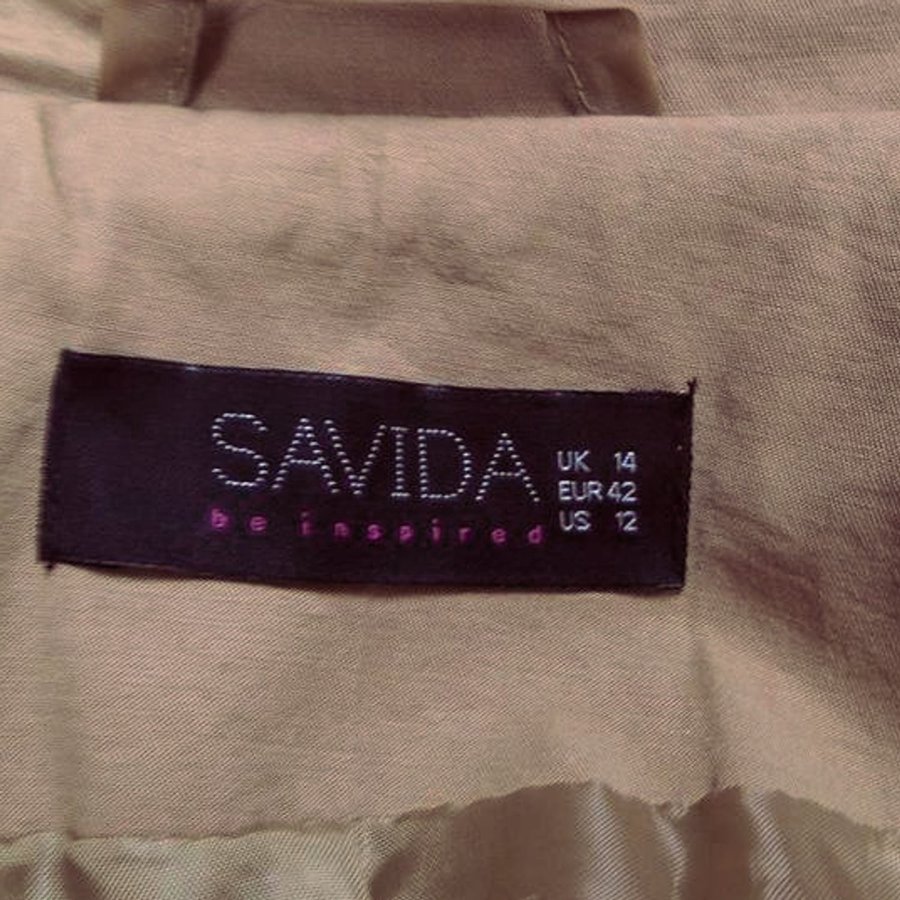 SAVIDA
be inspired
UK 14
EUR 42
US 12